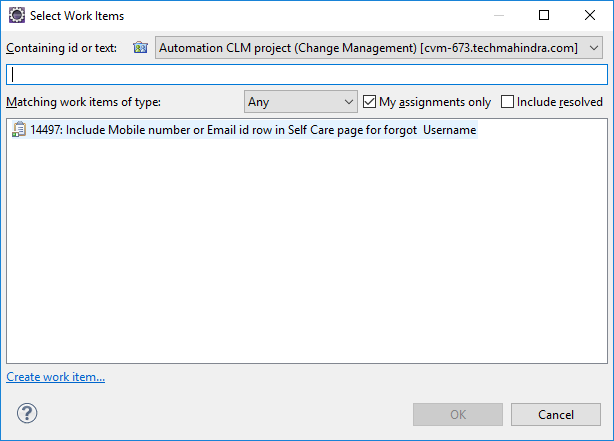 Select Work Items
Containing id or text: Automation CLM project (Change Management) [cvm-673.techmahindra.com]
Matching work items of type: Any My assignments only Include resolved
14497: Include Mobile number or Email id row in Self Care page for forgot  Username
Create work item...
? OK Cancel